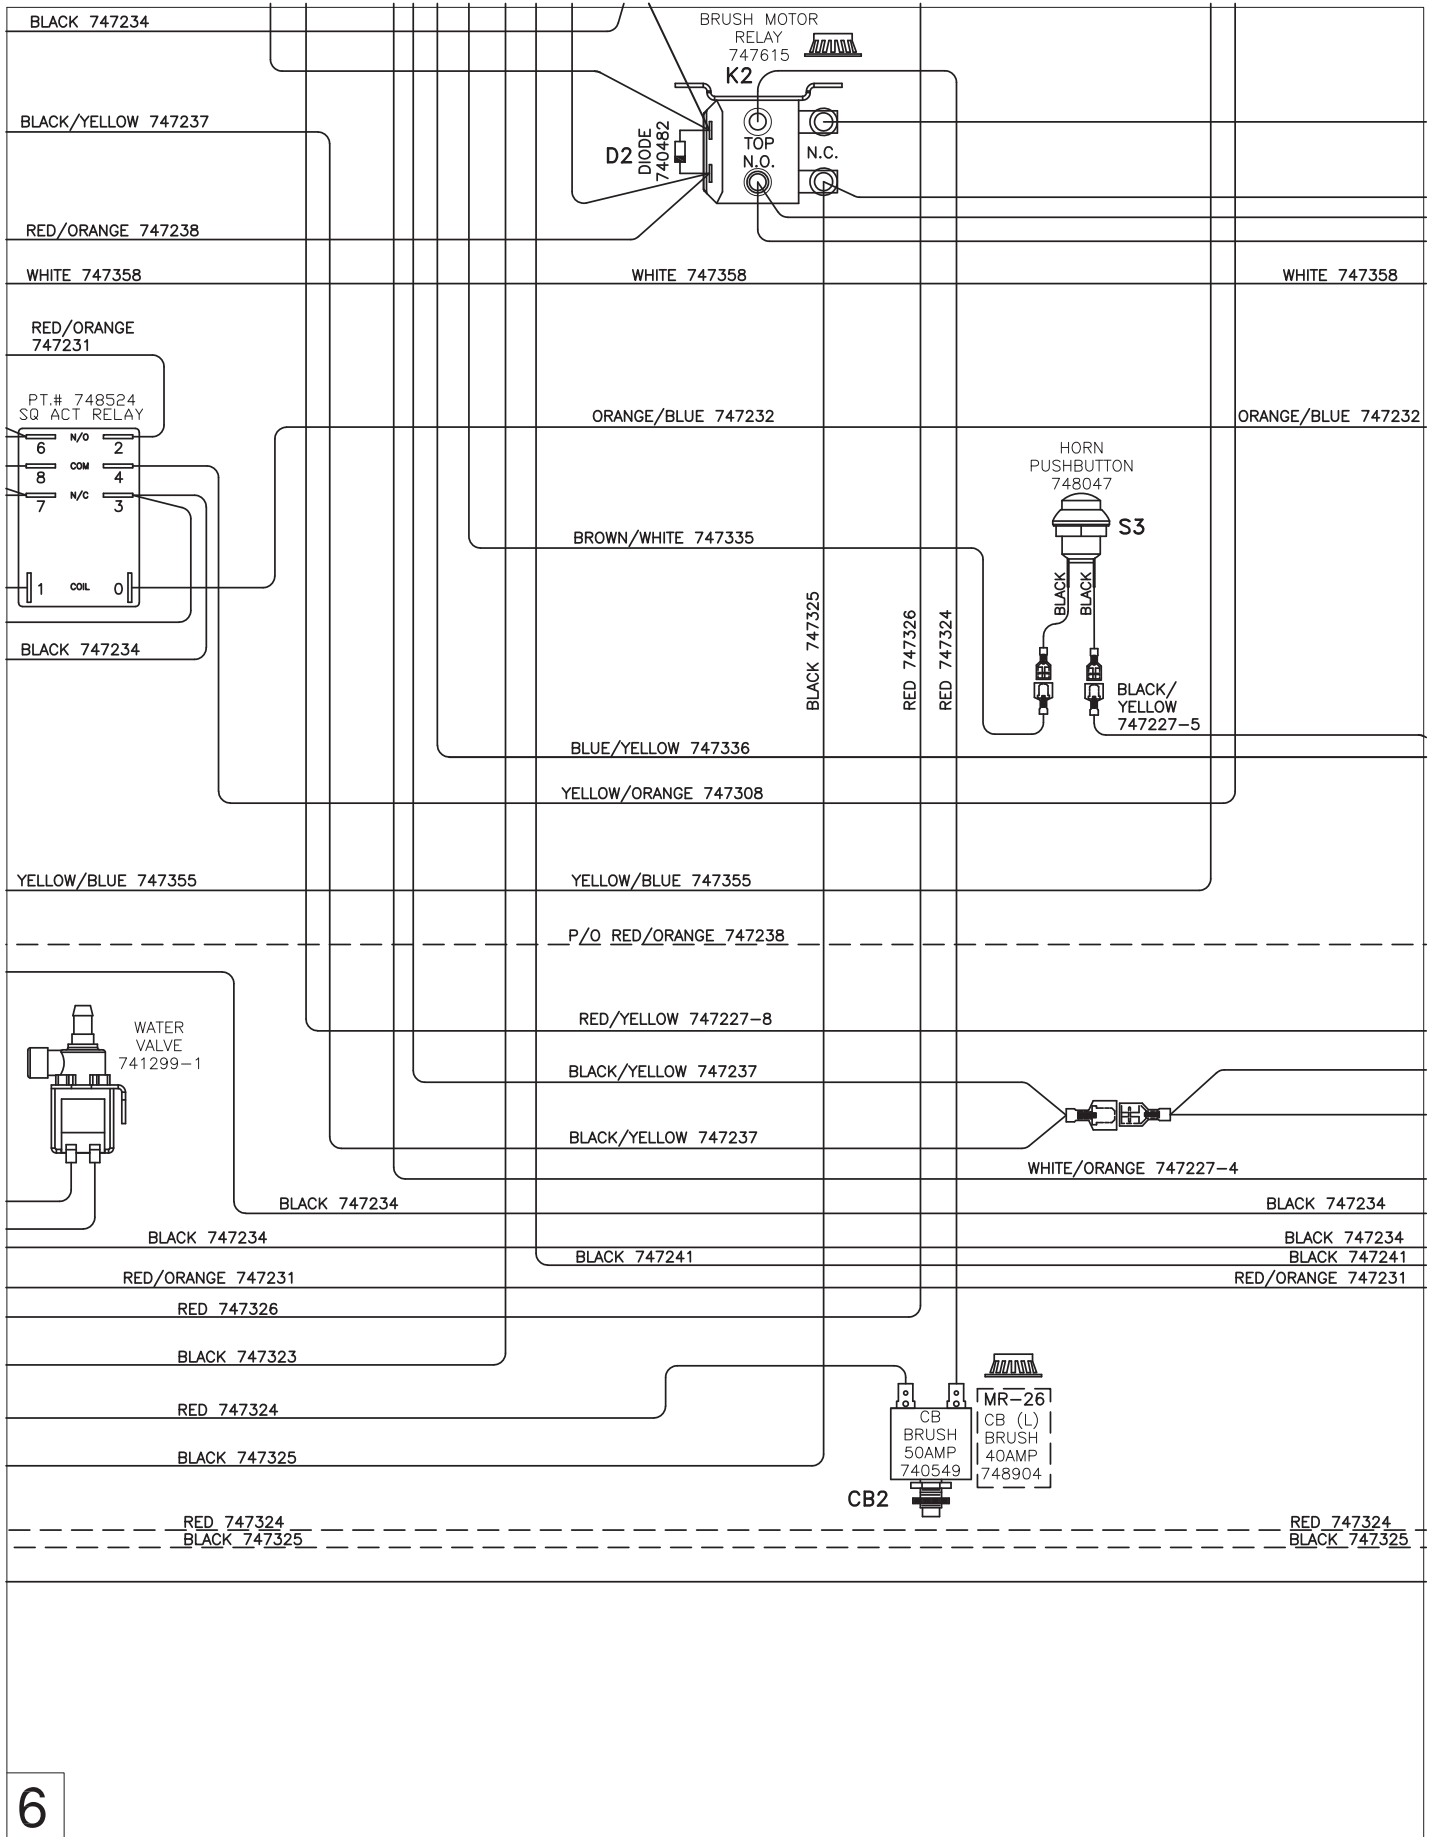 BLACK 747234
BRUSH MOTOR
RELAY
747615
K2
BLACK/YELLOW 747237
D2
DIODE
740482
TOP
N.O.
N.C.
RED/ORANGE 747238
WHITE 747358
WHITE 747358
WHITE 747358
RED/ORANGE
747231
PT.# 748524
SQ ACT RELAY
6 N/O 2
8 COM 4
7 N/C 3
1 COIL 0
ORANGE/BLUE 747232
ORANGE/BLUE 747232
HORN
PUSHBUTTON
748047
S3
BROWN/WHITE 747335
BLACK
BLACK
BLACK 747325
RED 747326
RED 747324
BLACK 747234
BLACK/
YELLOW
747227-5
BLUE/YELLOW 747336
YELLOW/ORANGE 747308
YELLOW/BLUE 747355
YELLOW/BLUE 747355
P/O RED/ORANGE 747238
WATER
VALVE
741299-1
RED/YELLOW 747227-8
BLACK/YELLOW 747237
BLACK/YELLOW 747237
WHITE/ORANGE 747227-4
BLACK 747234
BLACK 747234
BLACK 747234
BLACK 747234
BLACK 747241
BLACK 747241
RED/ORANGE 747231
RED/ORANGE 747231
RED 747326
BLACK 747323
RED 747324
BLACK 747325
CB
BRUSH
50AMP
740549
CB2
MR-26
CB (L)
BRUSH
40AMP
748904
RED 747324
RED 747324
BLACK 747325
BLACK 747325
6